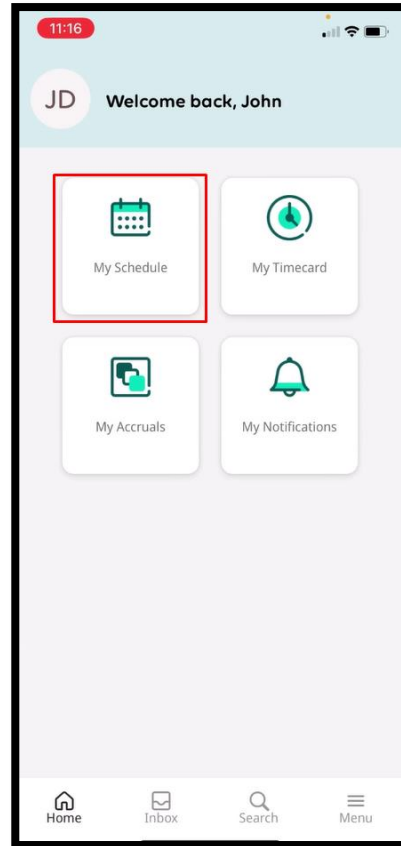 11:16
JD
Welcome back, John
My Schedule
My Timecard
My Accruals
My Notifications
Home
Inbox
Search
Menu